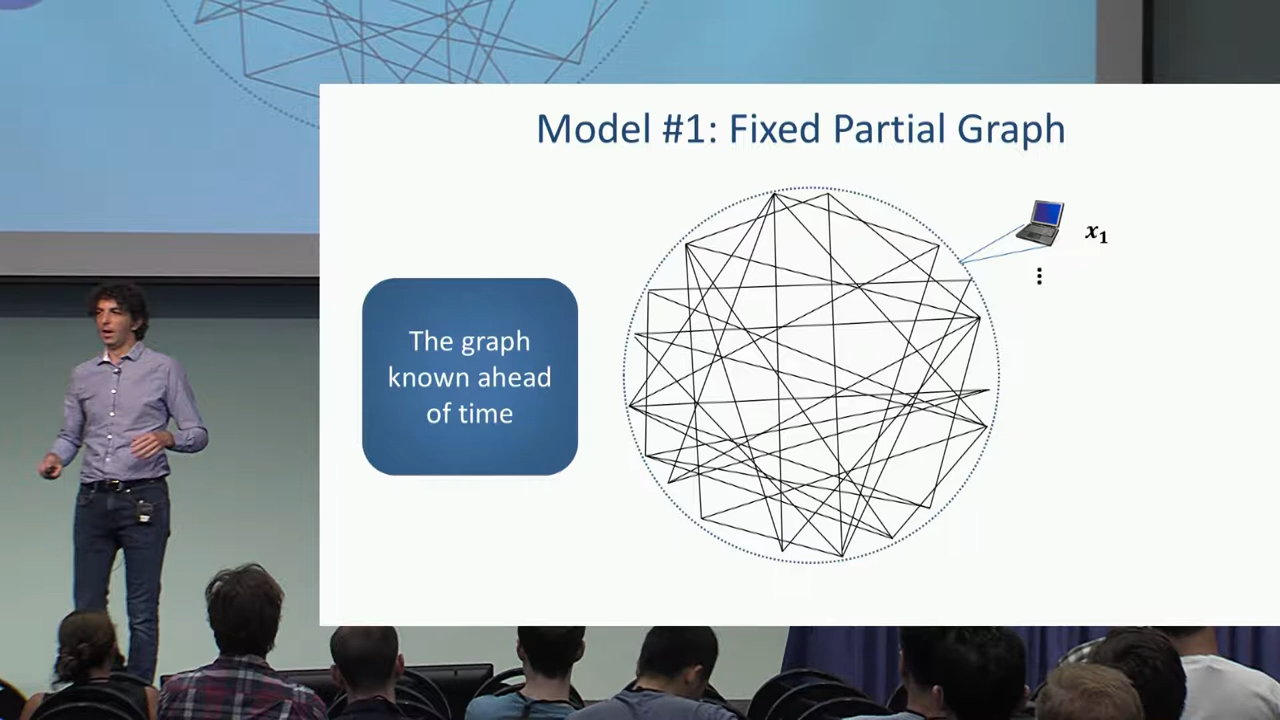 Model #1: Fixed Partial Graph
x₁
⋮
The graph
known ahead
of time